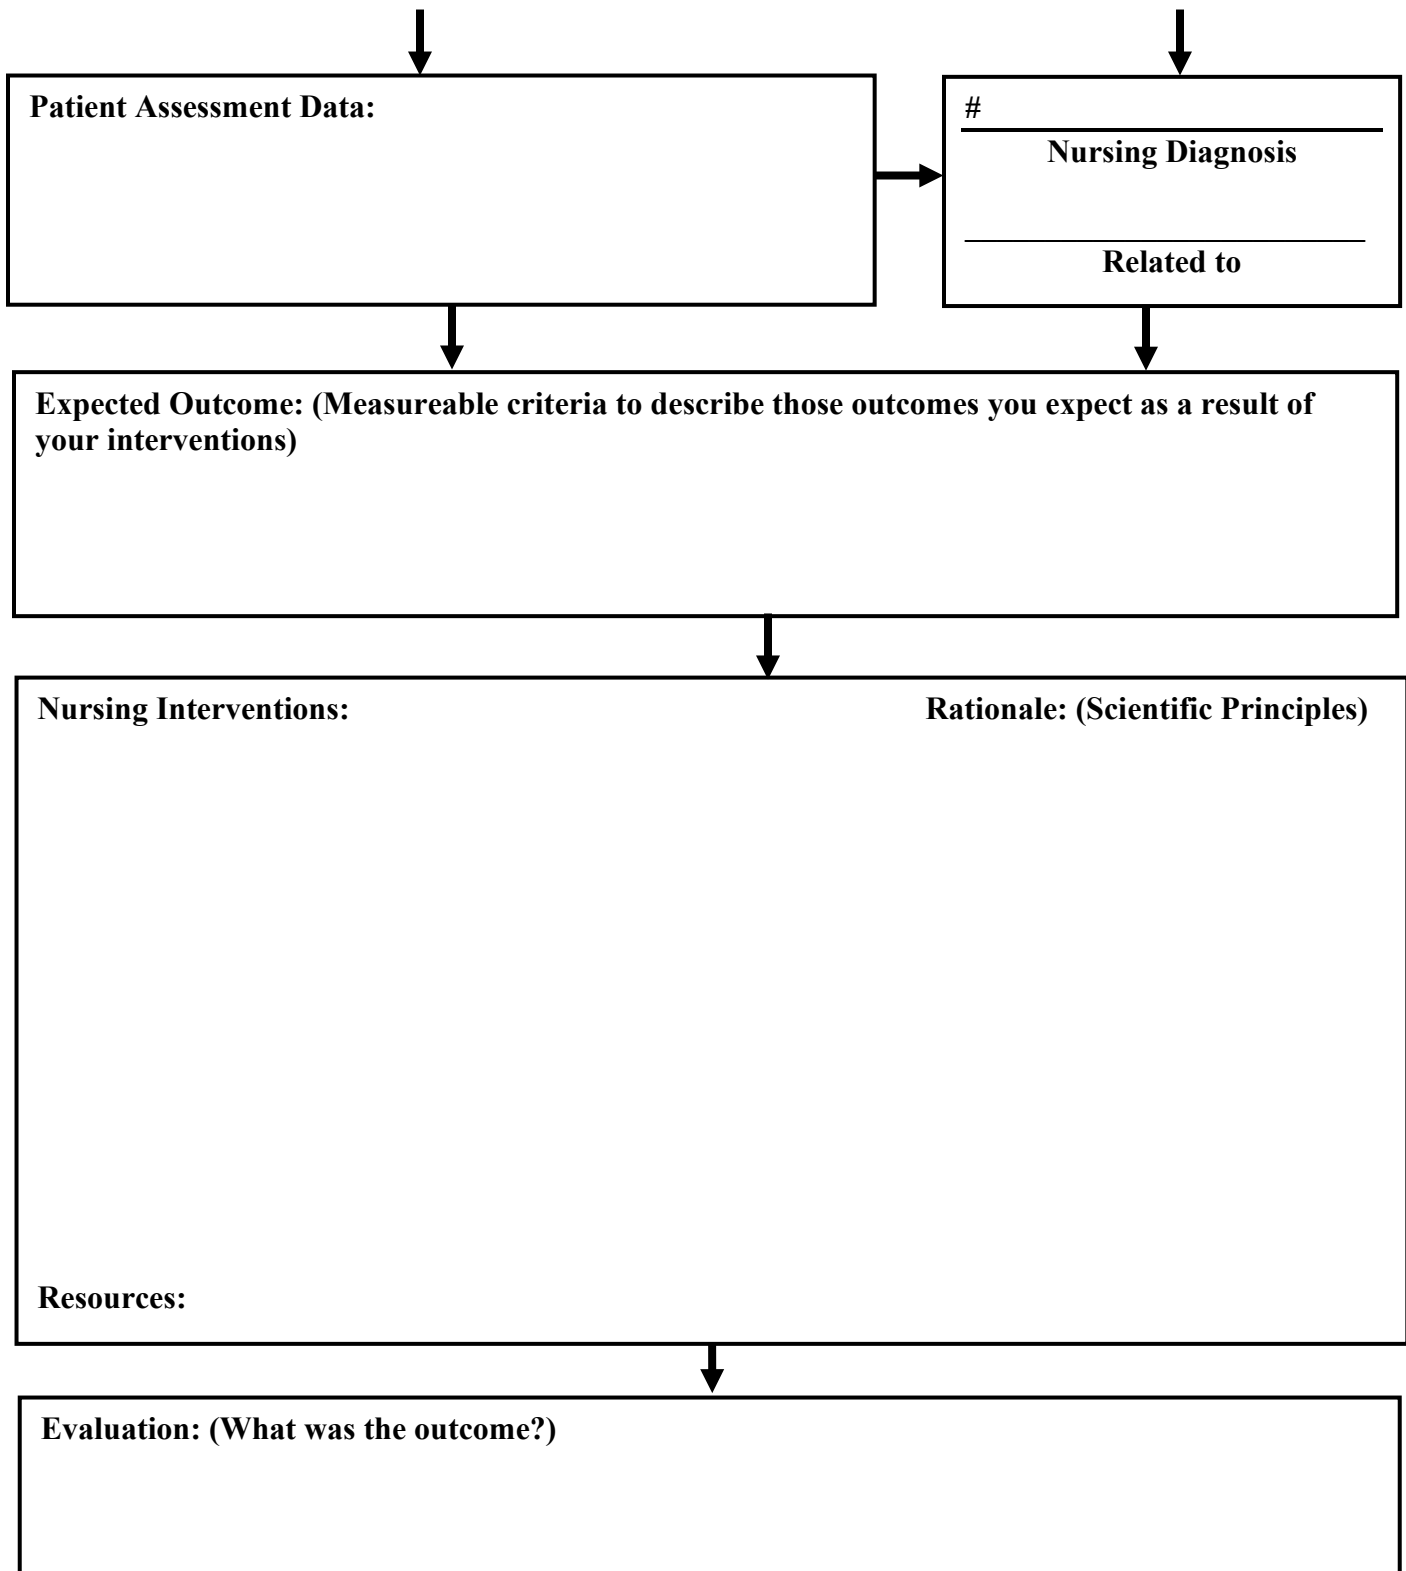 Patient Assessment Data:
#
Nursing Diagnosis
Related to
Expected Outcome: (Measureable criteria to describe those outcomes you expect as a result of
your interventions)
Nursing Interventions:
Rationale: (Scientific Principles)
Resources:
Evaluation: (What was the outcome?)